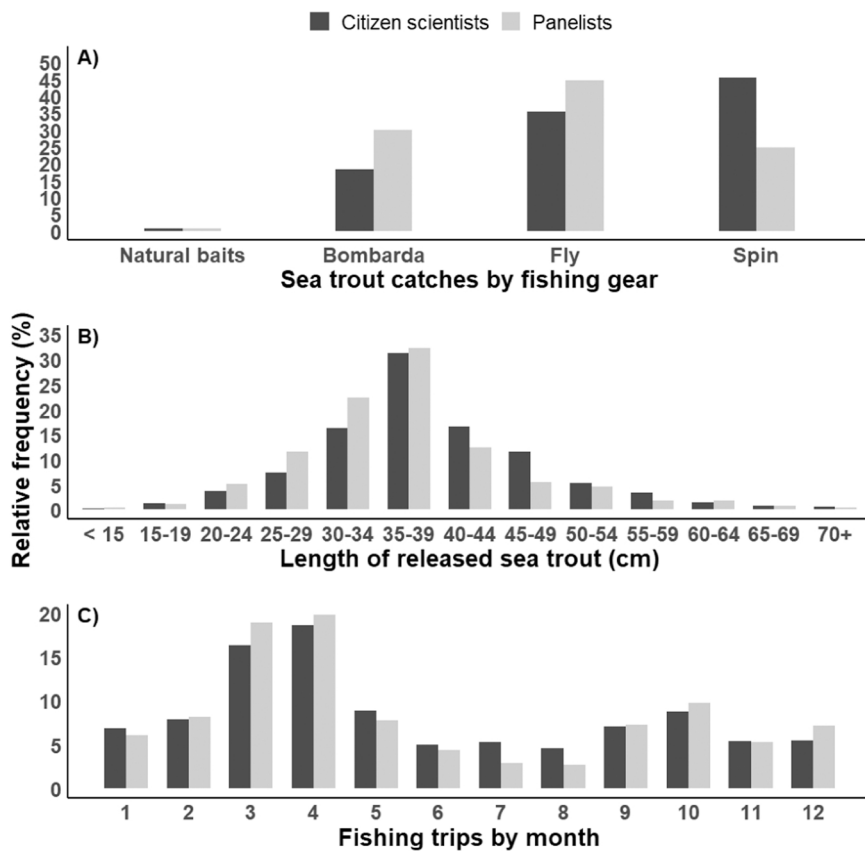 Citizen scientists Panelists
A)
50
45
40
35
30
25
20
15
10
5
0
Natural baits Bombarda Fly Spin
Sea trout catches by fishing gear
Relative frequency (%)
B)
35
30
25
20
15
10
5
0
< 15 15-19 20-24 25-29 30-34 35-39 40-44 45-49 50-54 55-59 60-64 65-69 70+
Length of released sea trout (cm)
C)
20
15
10
5
0
1 2 3 4 5 6 7 8 9 10 11 12
Fishing trips by month